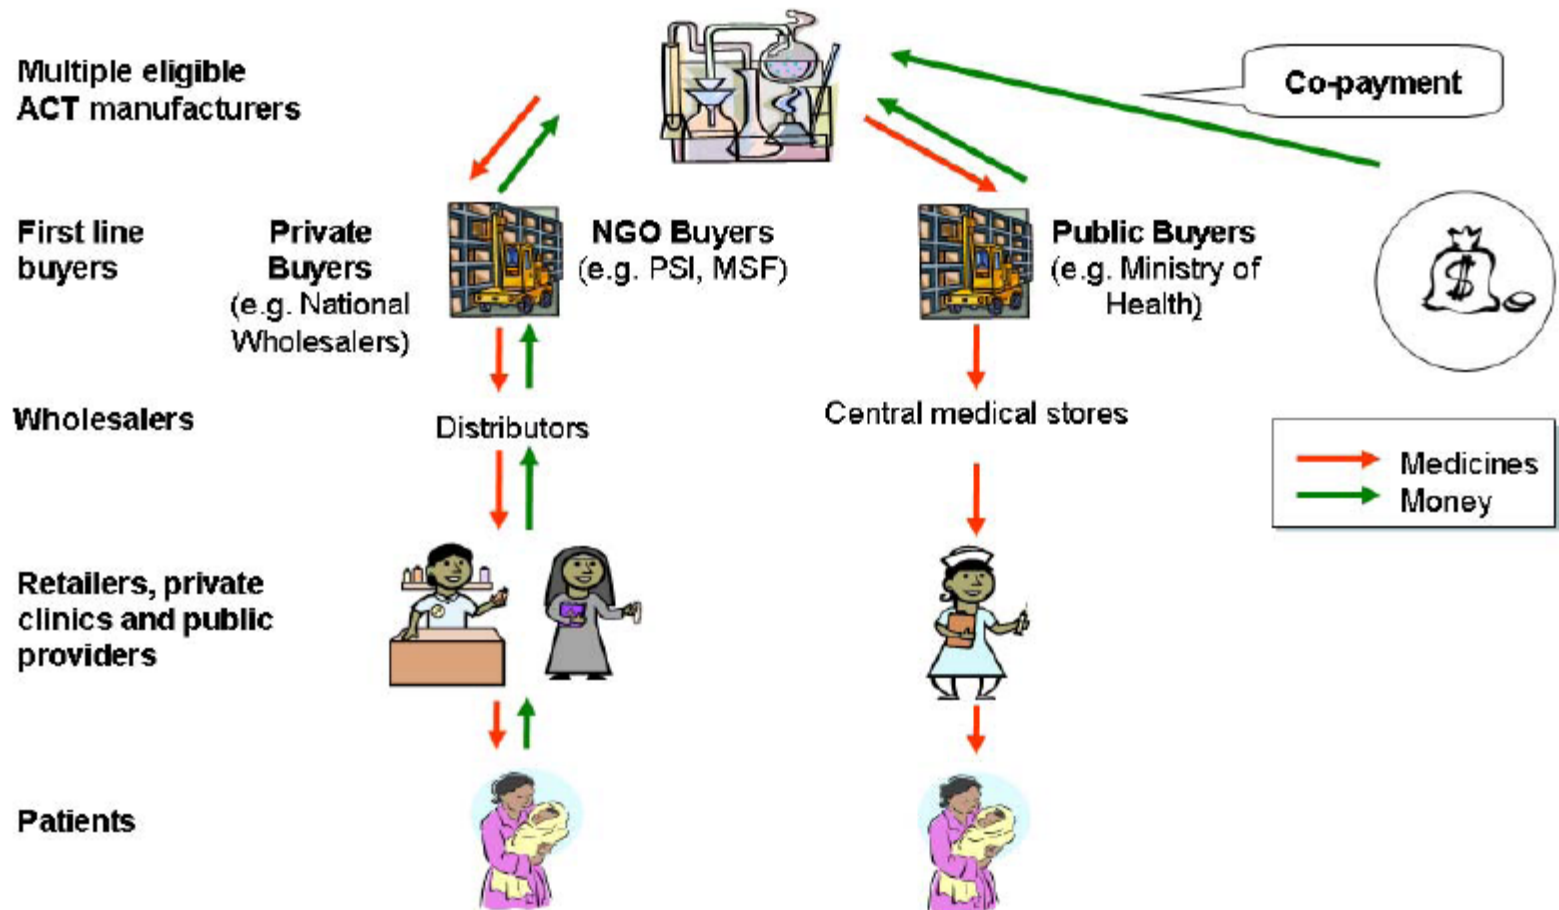 Multiple eligible
ACT manufacturers
Co-payment
First line
buyers
Private
Buyers
(e.g. National
Wholesalers)
NGO Buyers
(e.g. PSI, MSF)
Public Buyers
(e.g. Ministry of
Health)
$
Wholesalers
Distributors
Central medical stores
Medicines
Money
Retailers, private
clinics and public
providers
Patients